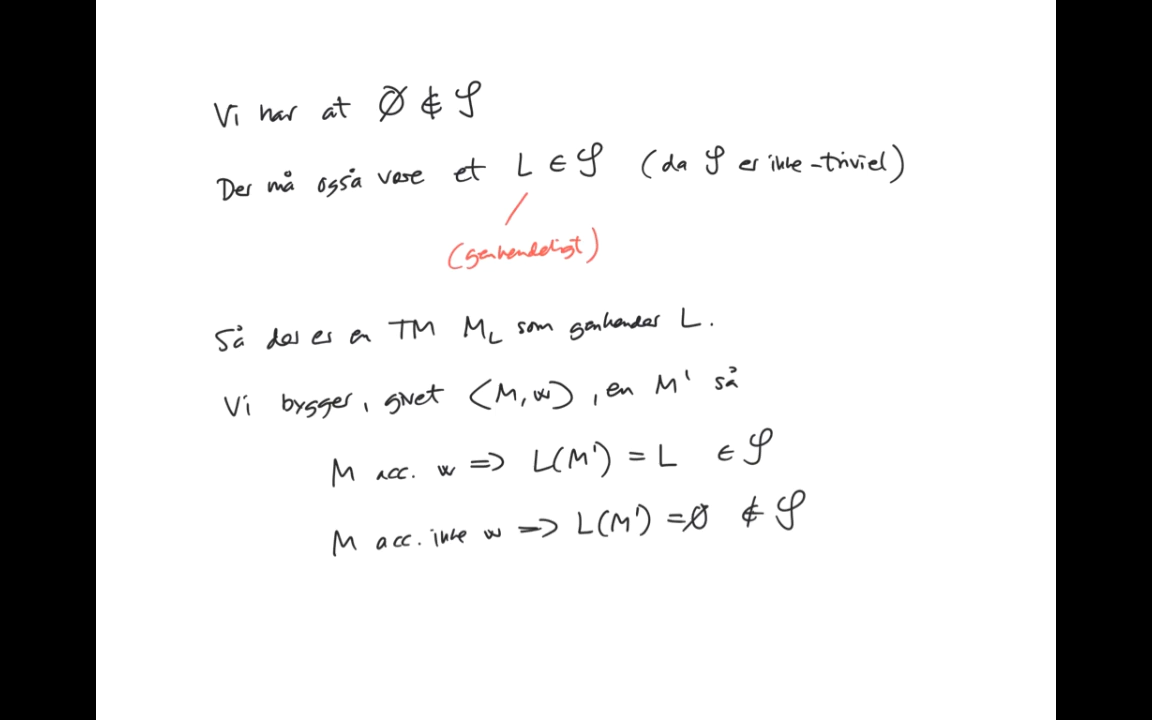 Vi har at ∅ ∉ 𝒮
Der må også være et L ∈ 𝒮 (da 𝒮 er ikke-triviel)
(genkendeligt)
Så der er en TM M_L som genkender L.
Vi bygger, givet ⟨M, w⟩, en M' så
M acc. w => L(M') = L ∈ 𝒮
M acc. ikke w => L(M') = ∅ ∉ 𝒮